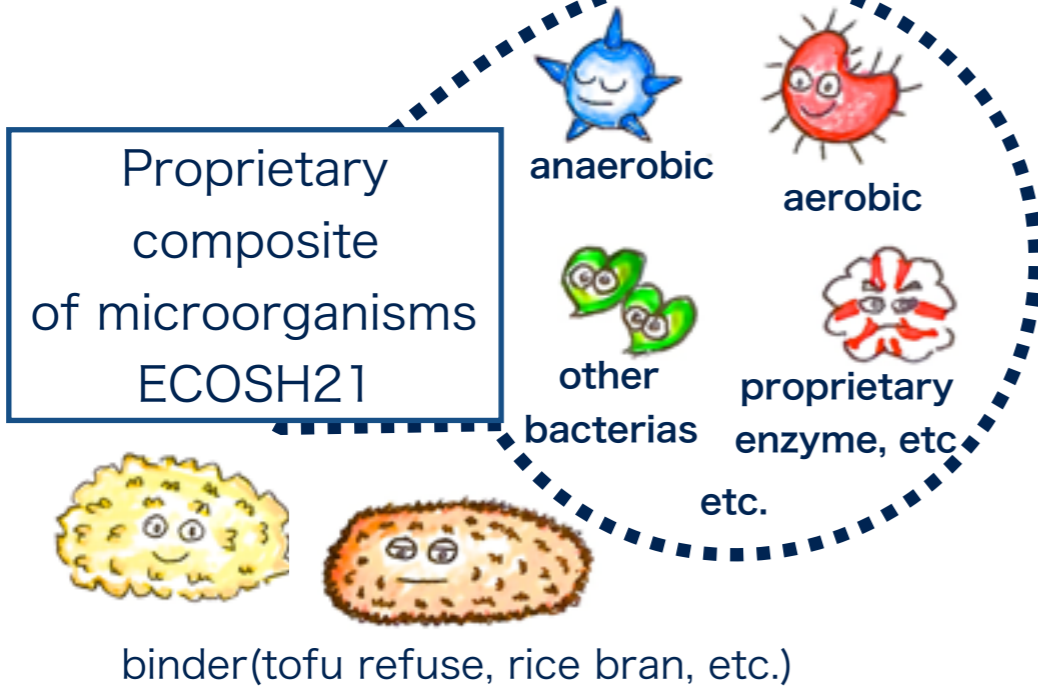 Proprietary
composite
of microorganisms
ECOSH21
anaerobic
aerobic
other
bacterias
proprietary
enzyme, etc
etc.
binder(tofu refuse, rice bran, etc.)